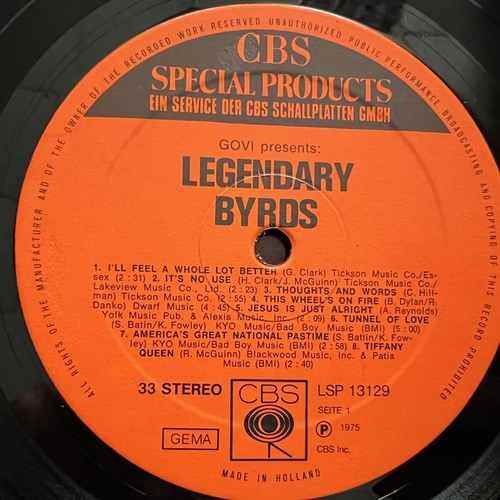 ALL RIGHTS OF THE MANUFACTURER AND OF THE OWNER OF THE RECORDED WORK RESERVED UNAUTHORIZED PUBLIC PERFORMANCE BROADCASTING AND COPYING OF THIS RECORD PROHIBITED
CBS
SPECIAL PRODUCTS
EIN SERVICE DER CBS SCHALLPLATTEN GMBH
GOVI presents:
LEGENDARY
BYRDS
1. I'LL FEEL A WHOLE LOT BETTER (G. Clark) Tickson Music Co./Es-
sex (2:31) 2. IT'S NO USE (H. Clark/J. McGuinn) Tickson Music Co./
Lakeview Music Co., Ltd. (2:23) 3. THOUGHTS AND WORDS (C. Hill-
man) Tickson Music Co. (2:55) 4. THIS WHEEL'S ON FIRE (B. Dylan/R.
Danko) Dwarf Music (4:45) 5. JESUS IS JUST ALRIGHT (A. Reynolds)
Yolk Music Pub. & Alexis Music, Inc. (2:09) 6. TUNNEL OF LOVE
(S. Batin/K. Fowley) KYO Music/Bad Boy Music (BMI) (5:00)
7. AMERICA'S GREAT NATIONAL PASTIME (S. Batin/K. Fow-
ley) KYO Music/Bad Boy Music (BMI) (2:58) 8. TIFFANY
QUEEN (R. McGuinn) Blackwood Music, Inc. & Patia
Music (BMI) (2:40)
33 STEREO
CBS
LSP 13129
GEMA
SEITE 1
Ⓟ 1975
CBS Inc.
MADE IN HOLLAND